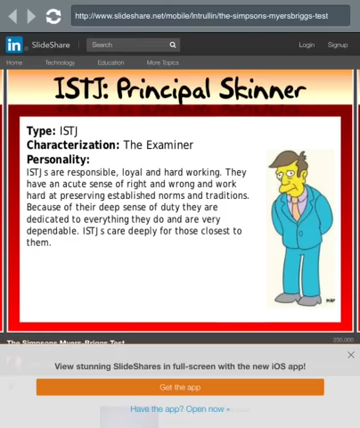 http://www.slideshare.net/mobile/lntrullin/the-simpsons-myersbriggs-test
in SlideShare Search Login Signup
Home Technology Education More Topics
ISTJ: Principal Skinner
Type: ISTJ
Characterization: The Examiner
Personality:
ISTJs are responsible, loyal and hard working. They
have an acute sense of right and wrong and work
hard at preserving established norms and traditions.
Because of their deep sense of duty they are
dedicated to everything they do and are very
dependable. ISTJs care deeply for those closest to
them.
The Simpsons Myers-Briggs Test
View stunning SlideShares in full-screen with the new iOS app!
Get the app
Have the app? Open now »